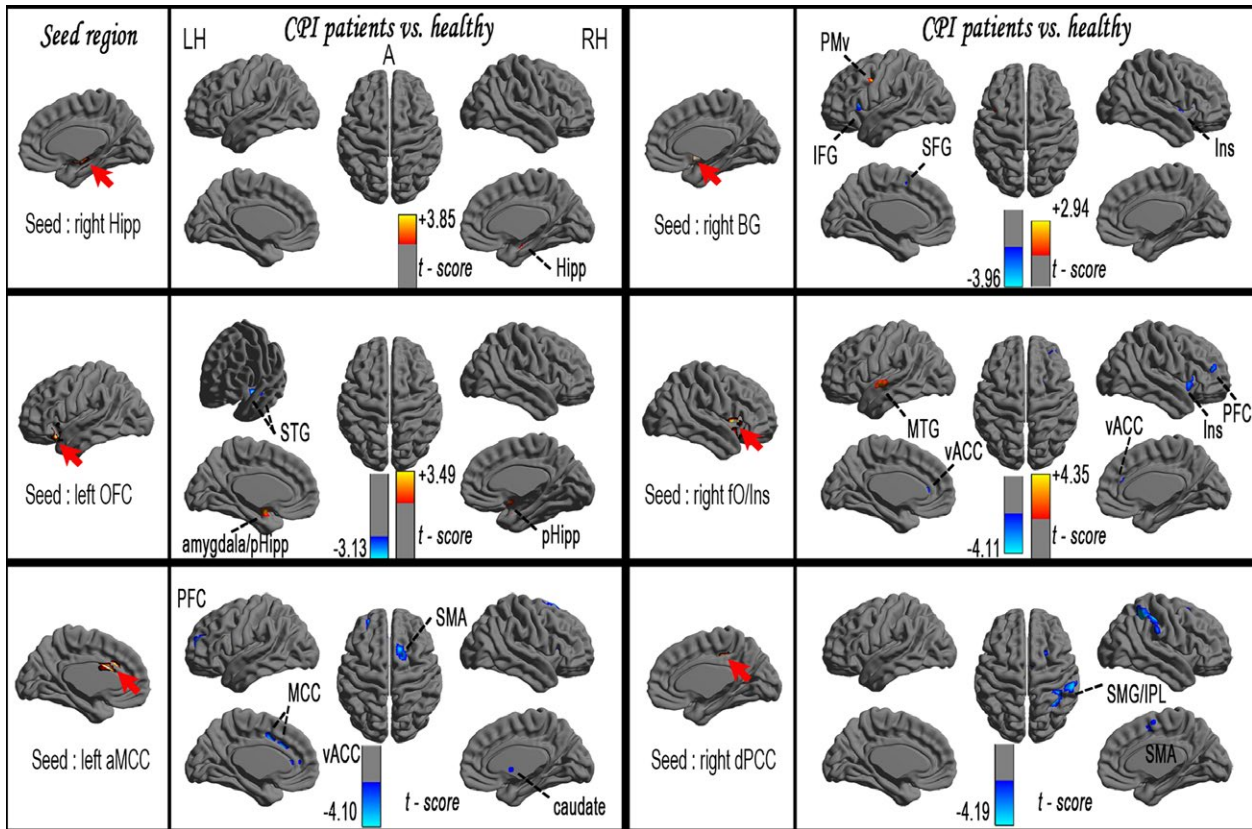 Seed region
CPI patients vs. healthy
LH
A
RH
Seed : right Hipp
+3.85
t - score
Hipp
CPI patients vs. healthy
Seed : right BG
PMv
IFG
SFG
Ins
+2.94
-3.96
t - score
Seed : left OFC
STG
amygdala/pHipp
+3.49
-3.13
t - score
pHipp
Seed : right fO/Ins
MTG
vACC
vACC
Ins
PFC
+4.35
-4.11
t - score
Seed : left aMCC
PFC
SMA
MCC
vACC
-4.10
t - score
caudate
Seed : right dPCC
SMG/IPL
SMA
-4.19
t - score